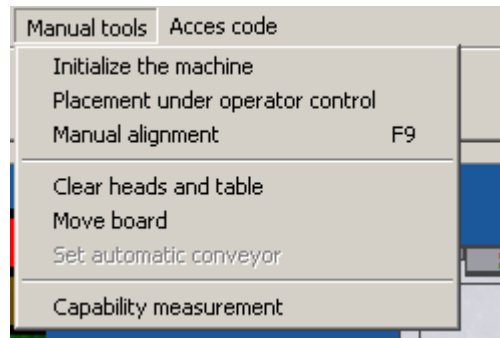 Manual tools Acces code
Initialize the machine
Placement under operator control
Manual alignment F9
Clear heads and table
Move board
Set automatic conveyor
Capability measurement